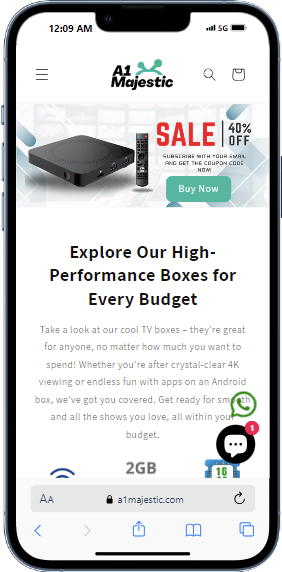 12:09 AM
5G
A1
Majestic
SALE
40%
OFF
SUBSCRIBE WITH YOUR EMAIL
AND GET THE COUPON CODE
NOW!
Buy Now
Explore Our High-
Performance Boxes for
Every Budget
Take a look at our cool TV boxes – they're great
for anyone, no matter how much you want to
spend! Whether you're after crystal-clear 4K
viewing or endless fun with apps on an Android
box, we've got you covered. Get ready for smooth
and all the shows you love, all within your
budget.
1
2GB
16
AA
a1majestic.com